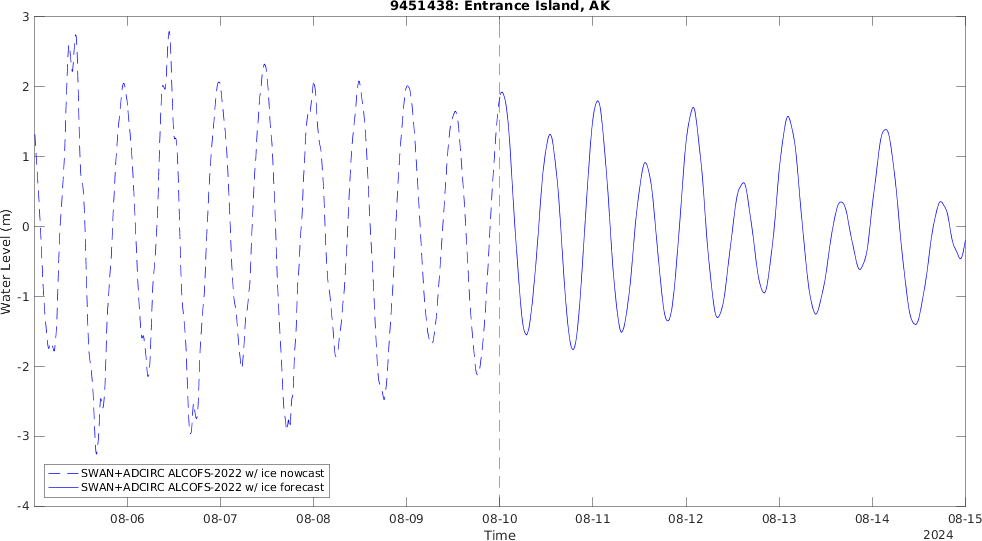 9451438: Entrance Island, AK
3
2
1
0
-1
-2
-3
-4
Water Level (m)
SWAN+ADCIRC ALCOFS-2022 w/ ice nowcast
SWAN+ADCIRC ALCOFS-2022 w/ ice forecast
08-06 08-07 08-08 08-09 08-10 08-11 08-12 08-13 08-14 08-15
Time
2024